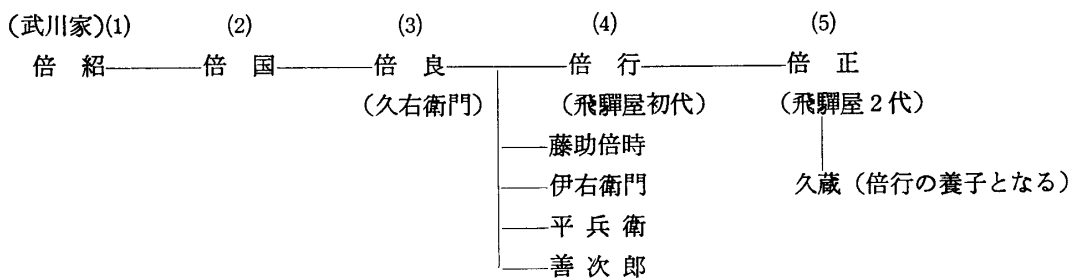 (武川家)(1) (2) (3) (4) (5)
倍 紹 倍 国 倍 良 倍 行 倍 正
(久右衛門) (飛驒屋初代) (飛驒屋2代)
藤助倍時
伊右衛門 久蔵 (倍行の養子となる)
平 兵 衛
善 次 郎